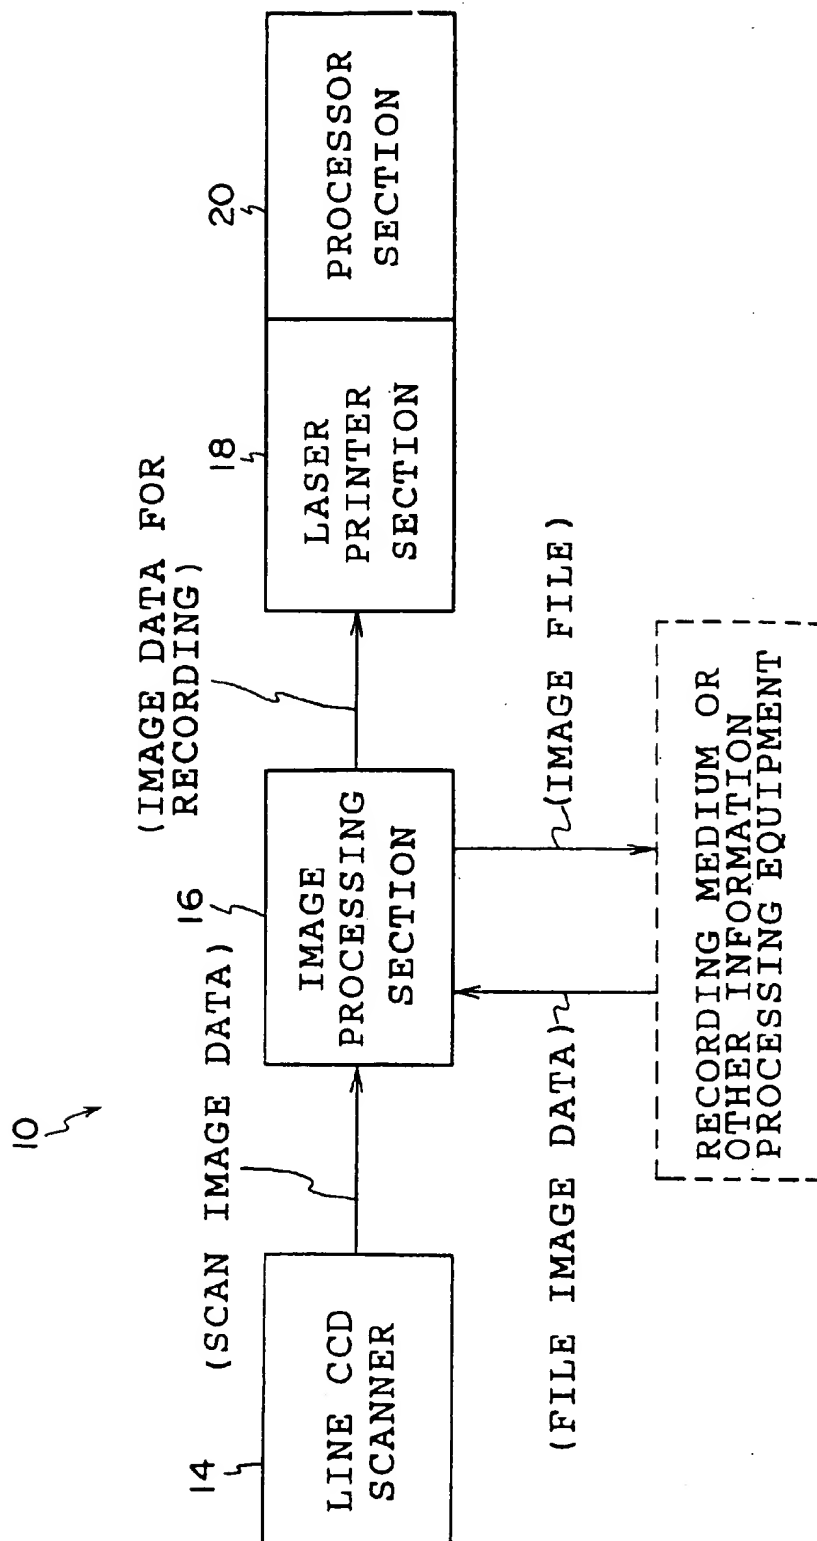 10
14
LINE CCD
SCANNER
(SCAN IMAGE DATA)
16
IMAGE
PROCESSING
SECTION
(IMAGE DATA FOR
RECORDING)
18
LASER
PRINTER
SECTION
20
PROCESSOR
SECTION
(FILE IMAGE DATA)
(IMAGE FILE)
RECORDING MEDIUM OR
OTHER INFORMATION
PROCESSING EQUIPMENT